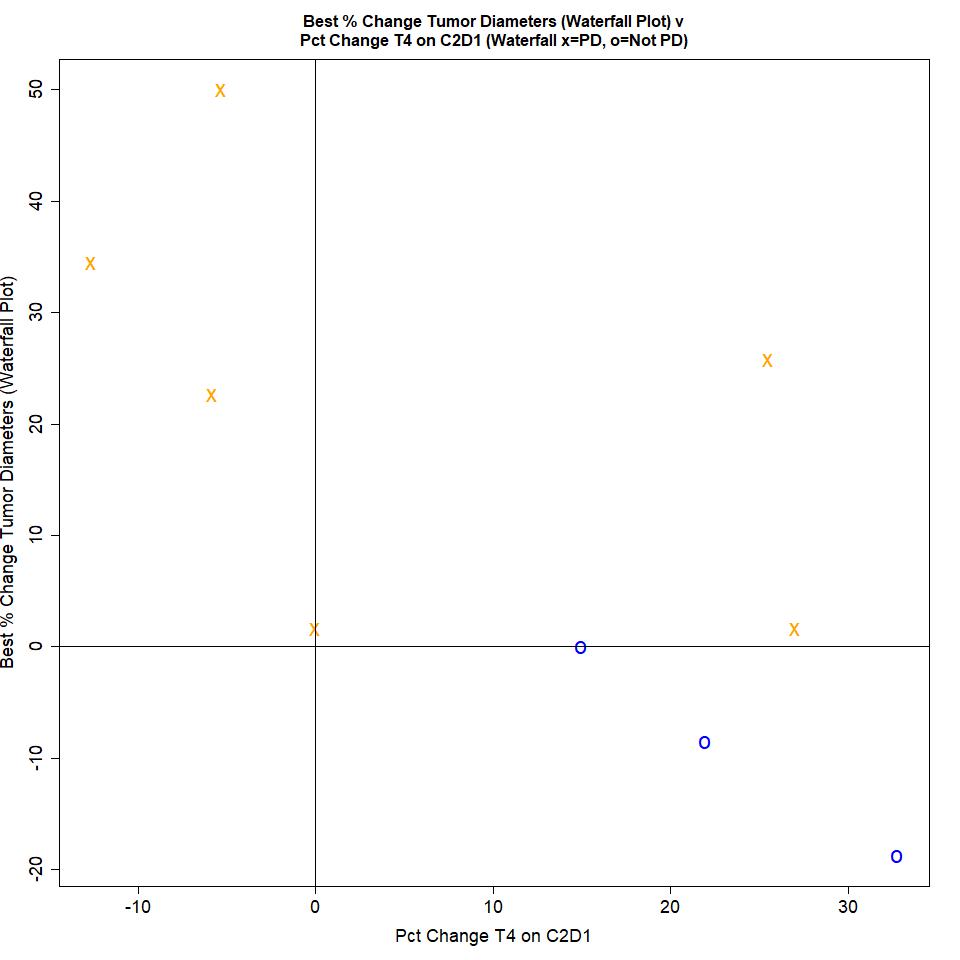 Best % Change Tumor Diameters (Waterfall Plot) v
Pct Change T4 on C2D1 (Waterfall x=PD, o=Not PD)
Best % Change Tumor Diameters (Waterfall Plot)
50
40
30
20
10
0
-10
-20
X
X
X
X
X
X
O
O
O
-10
0
10
20
30
Pct Change T4 on C2D1